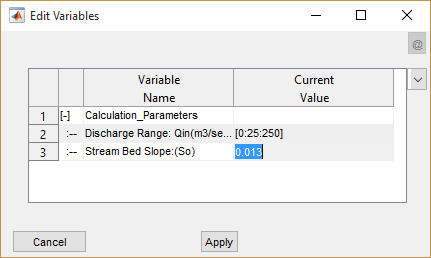 Edit Variables
@
Variable Name Current Value
1 [-] Calculation_Parameters
2 :-- Discharge Range: Qin(m3/se... [0:25:250]
3 :-- Stream Bed Slope:(So) 0.013
Cancel Apply